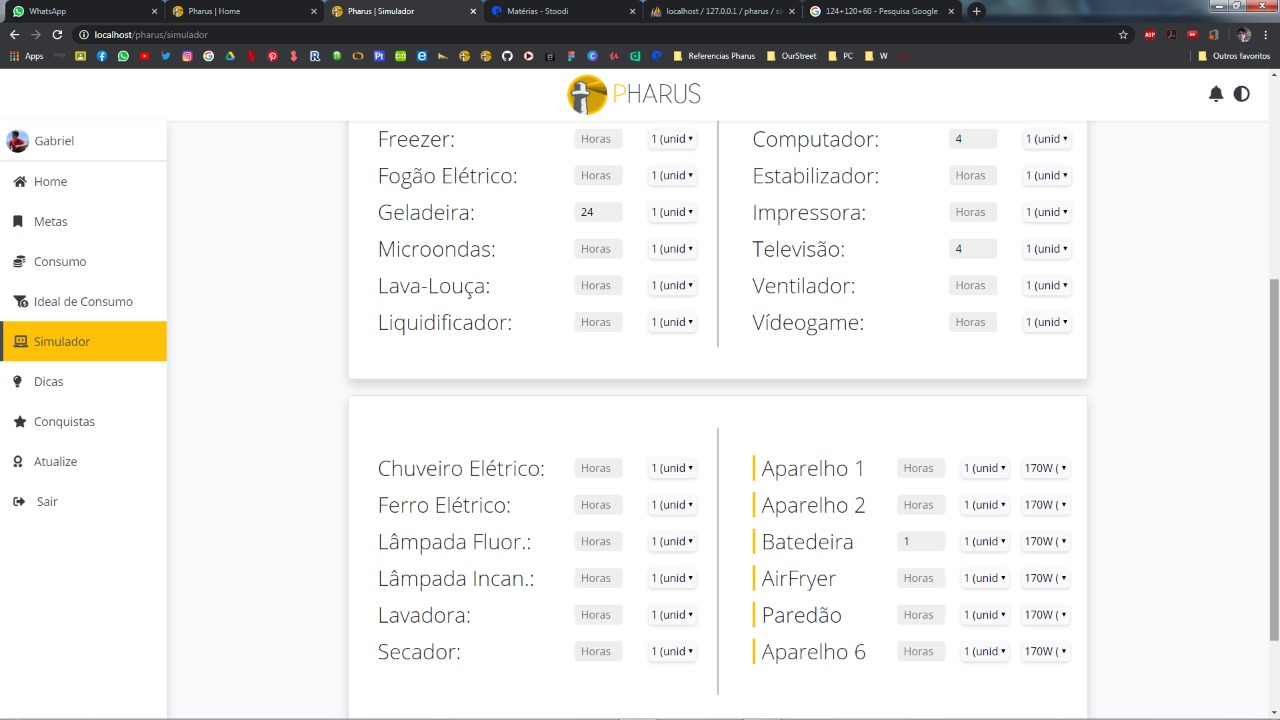 WhatsApp
Pharus | Home
Pharus | Simulador
Matérias - Stoodi
localhost / 127.0.0.1 / pharus / si
124+120+60 - Pesquisa Google
localhost/pharus/simulador
ABP
Apps
Referencias Pharus
OurStreet
PC
W
Outros favoritos
PHARUS
Gabriel
Home
Metas
Consumo
Ideal de Consumo
Simulador
Dicas
Conquistas
Atualize
Sair
Freezer: Horas 1 (unid
Fogão Elétrico: Horas 1 (unid
Geladeira: 24 1 (unid
Microondas: Horas 1 (unid
Lava-Louça: Horas 1 (unid
Liquidificador: Horas 1 (unid
Computador: 4 1 (unid
Estabilizador: Horas 1 (unid
Impressora: Horas 1 (unid
Televisão: 4 1 (unid
Ventilador: Horas 1 (unid
Vídeogame: Horas 1 (unid
Chuveiro Elétrico: Horas 1 (unid
Ferro Elétrico: Horas 1 (unid
Lâmpada Fluor.: Horas 1 (unid
Lâmpada Incan.: Horas 1 (unid
Lavadora: Horas 1 (unid
Secador: Horas 1 (unid
Aparelho 1 Horas 1 (unid 170W (
Aparelho 2 Horas 1 (unid 170W (
Batedeira 1 1 (unid 170W (
AirFryer Horas 1 (unid 170W (
Paredão Horas 1 (unid 170W (
Aparelho 6 Horas 1 (unid 170W (